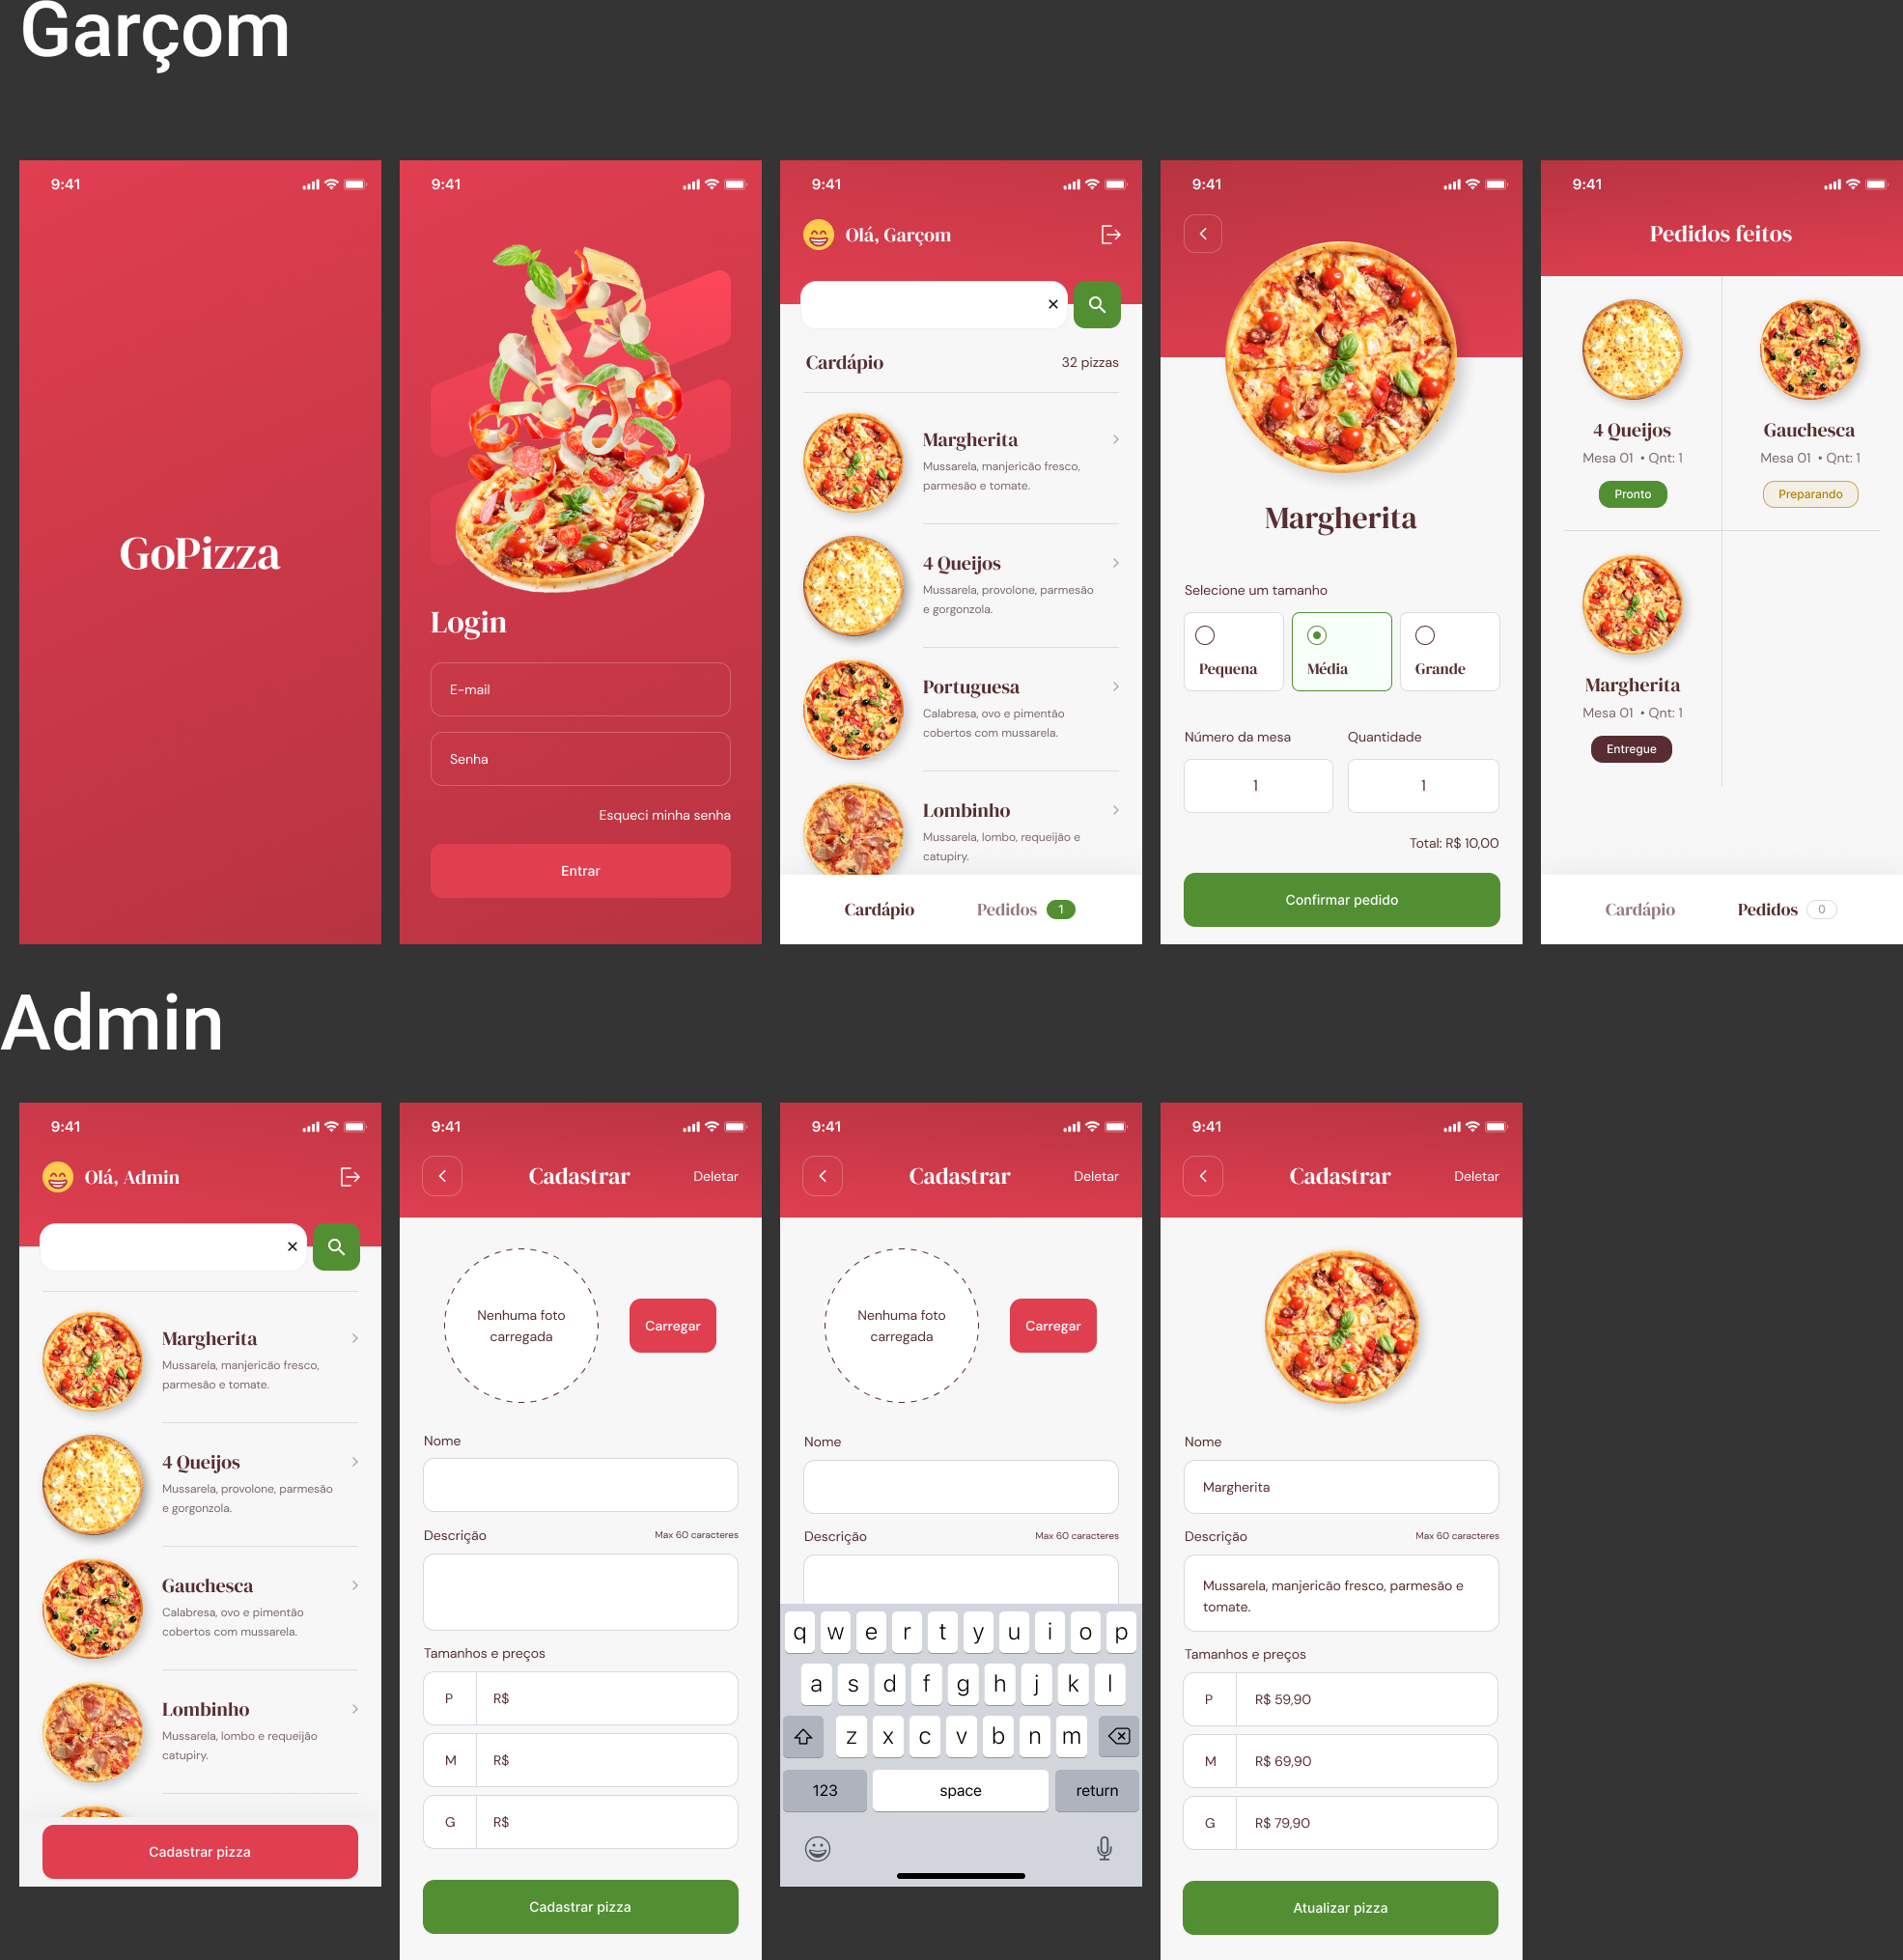 Garçom
9:41
GoPizza
9:41
Login
E-mail
Senha
Esqueci minha senha
Entrar
9:41
Olá, Garçom
Cardápio
32 pizzas
Margherita
Mussarela, manjericão fresco,
parmesão e tomate.
4 Queijos
Mussarela, provolone, parmesão
e gorgonzola.
Portuguesa
Calabresa, ovo e pimentão
cobertos com mussarela.
Lombinho
Mussarela, lombo, requeijão e
catupiry.
Cardápio
Pedidos 1
9:41
Margherita
Selecione um tamanho
Pequena
Média
Grande
Número da mesa
Quantidade
1
1
Total: R$ 10,00
Confirmar pedido
9:41
Pedidos feitos
4 Queijos
Mesa 01 • Qnt: 1
Pronto
Gauchesca
Mesa 01 • Qnt: 1
Preparando
Margherita
Mesa 01 • Qnt: 1
Entregue
Cardápio
Pedidos 0
Admin
9:41
Olá, Admin
Margherita
Mussarela, manjericão fresco,
parmesão e tomate.
4 Queijos
Mussarela, provolone, parmesão
e gorgonzola.
Gauchesca
Calabresa, ovo e pimentão
cobertos com mussarela.
Lombinho
Mussarela, lombo e requeijão
catupiry.
Cadastrar pizza
9:41
Cadastrar
Deletar
Nenhuma foto
carregada
Carregar
Nome
Descrição
Max 60 caracteres
Tamanhos e preços
P R$
M R$
G R$
Cadastrar pizza
9:41
Cadastrar
Deletar
Nenhuma foto
carregada
Carregar
Nome
Descrição
Max 60 caracteres
q w e r t y u i o p
a s d f g h j k l
z x c v b n m
123 space return
9:41
Cadastrar
Deletar
Nome
Margherita
Descrição
Max 60 caracteres
Mussarela, manjericão fresco, parmesão e
tomate.
Tamanhos e preços
P R$ 59,90
M R$ 69,90
G R$ 79,90
Atualizar pizza